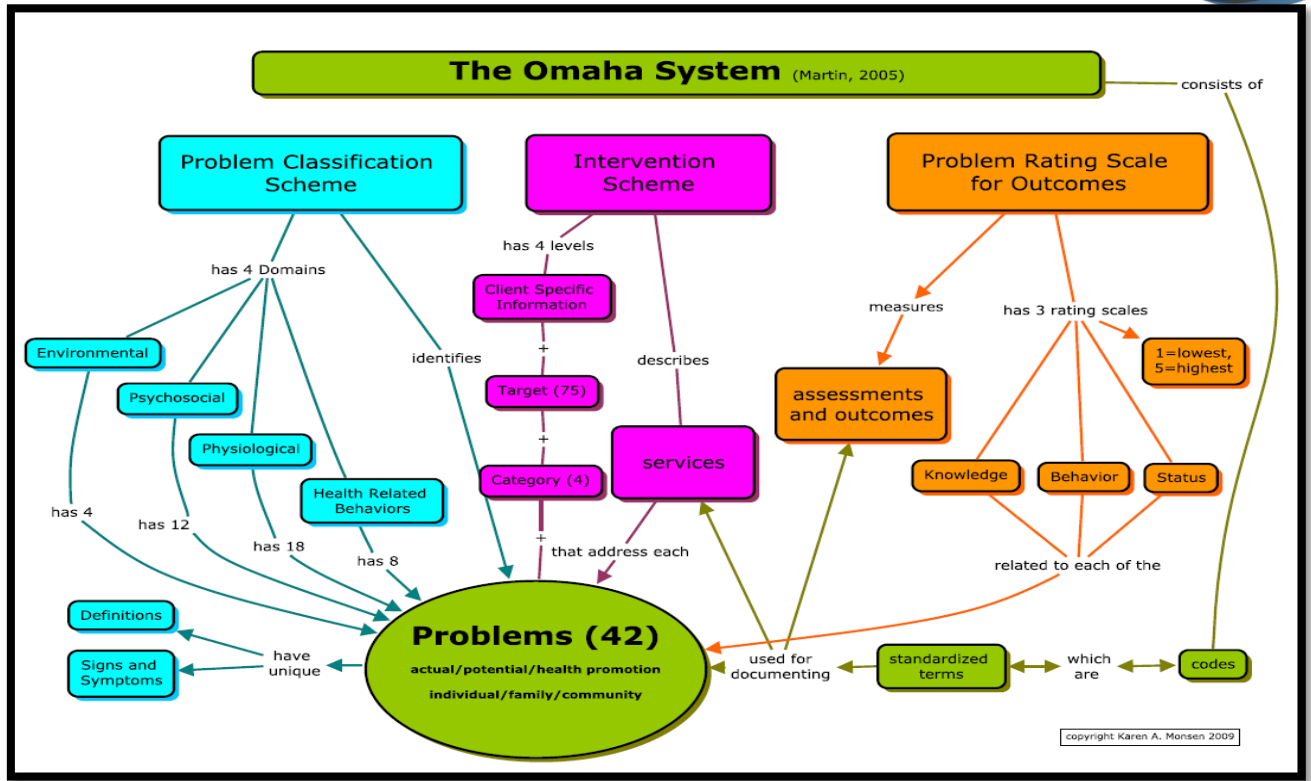 The Omaha System (Martin, 2005)
consists of
Problem Classification
Scheme
Intervention
Scheme
Problem Rating Scale
for Outcomes
has 4 Domains
has 4 levels
Client Specific
Information
+
Target (75)
+
Category (4)
+
identifies
describes
services
that address each
measures
has 3 rating scales
1=lowest,
5=highest
assessments
and outcomes
Environmental
Psychosocial
Physiological
Health Related
Behaviors
Knowledge
Behavior
Status
has 4
has 12
has 18
has 8
related to each of the
Definitions
Signs and
Symptoms
have
unique
Problems (42)
actual/potential/health promotion
individual/family/community
used for
documenting
standardized
terms
which
are
codes
copyright Karen A. Monsen 2009